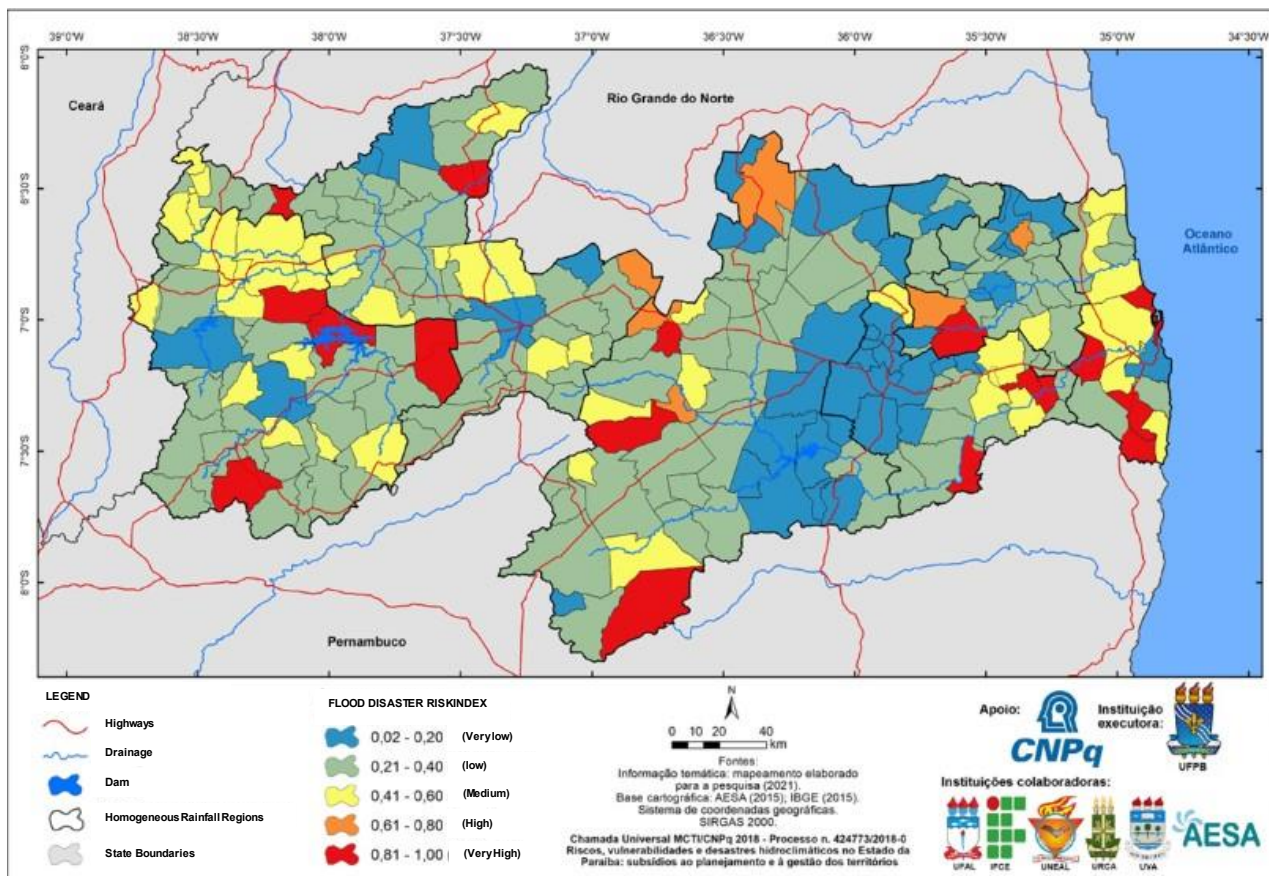 39°0'W 38°30'W 38°0'W 37°30'W 37°0'W 36°30'W 36°0'W 35°30'W 35°0'W 34°30'W
6°0'S
6°30'S
7°0'S
7°30'S
8°0'S
Ceará
Rio Grande do Norte
Oceano
Atlântico
Pernambuco
LEGEND
Highways
Drainage
Dam
Homogeneous Rainfall Regions
State Boundaries
FLOOD DISASTER RISKINDEX
0,02 - 0,20 (Verylow)
0,21 - 0,40 (low)
0,41 - 0,60 (Medium)
0,61 - 0,80 (High)
0,81 - 1,00 (VeryHigh)
N
0 10 20 40
km
Fontes:
Informação temática: mapeamento elaborado
para a pesquisa (2021).
Base cartográfica: AESA (2015); IBGE (2015).
Sistema de coordenadas geográficas.
SIRGAS 2000.
Chamada Universal MCTI/CNPq 2018 - Processo n. 424773/2018-0
Riscos, vulnerabilidades e desastres hidroclimáticos no Estado da
Paraíba: subsídios ao planejamento e à gestão dos territórios
Apoio:
CNPq
Instituição
executora:
UFPB
Instituições colaboradoras:
UFAL IFCE UNEAL URCA UVA
AESA